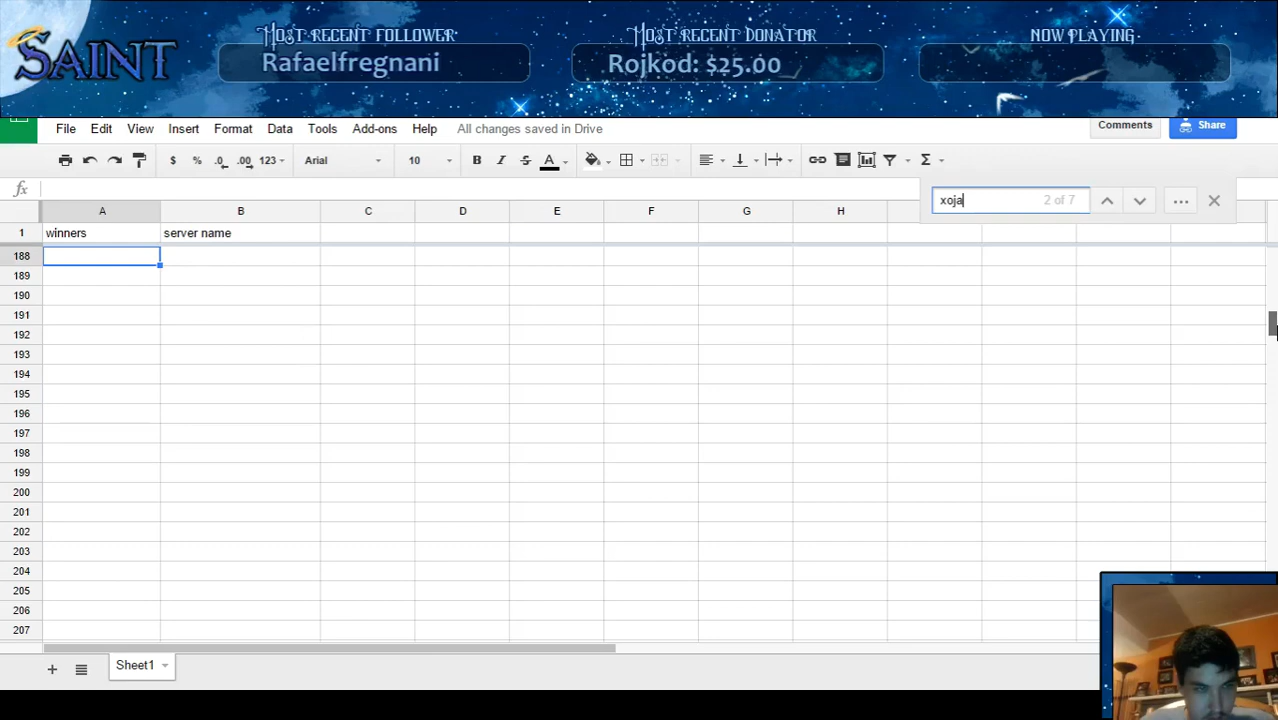 SAINT
Most Recent Follower
Rafaelfregnani
Most Recent Donator
Rojkod: $25.00
Now Playing
File Edit View Insert Format Data Tools Add-ons Help All changes saved in Drive
Comments Share
$ % .0 .00 123 Arial 10 B I S A Σ
fx
xoja 2 of 7
A B C D E F G H
1 winners server name
188
189
190
191
192
193
194
195
196
197
198
199
200
201
202
203
204
205
206
207
+ Sheet1